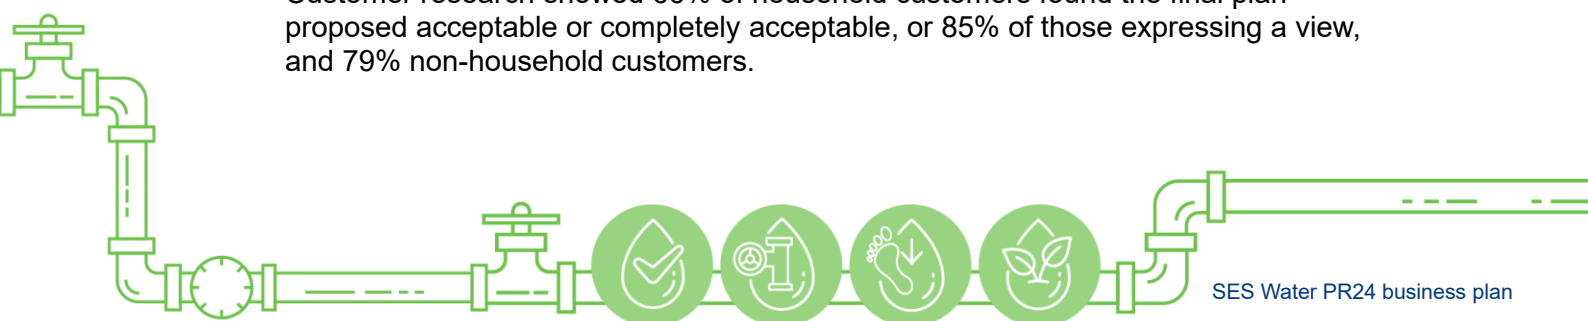 proposed acceptable or completely acceptable, or 85% of those expressing a view,
and 79% non-household customers.
SES Water PR24 business plan